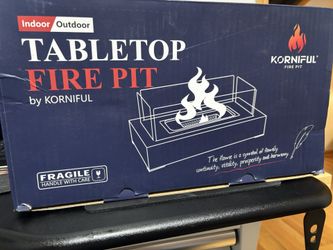 Indoor/Outdoor
TABLETOP
FIRE PIT
by KORNIFUL
KORNIFUL
FIRE PIT
The flame is a symbol of family
continuity, vitality, prosperity and harmony
FRAGILE
HANDLE WITH CARE